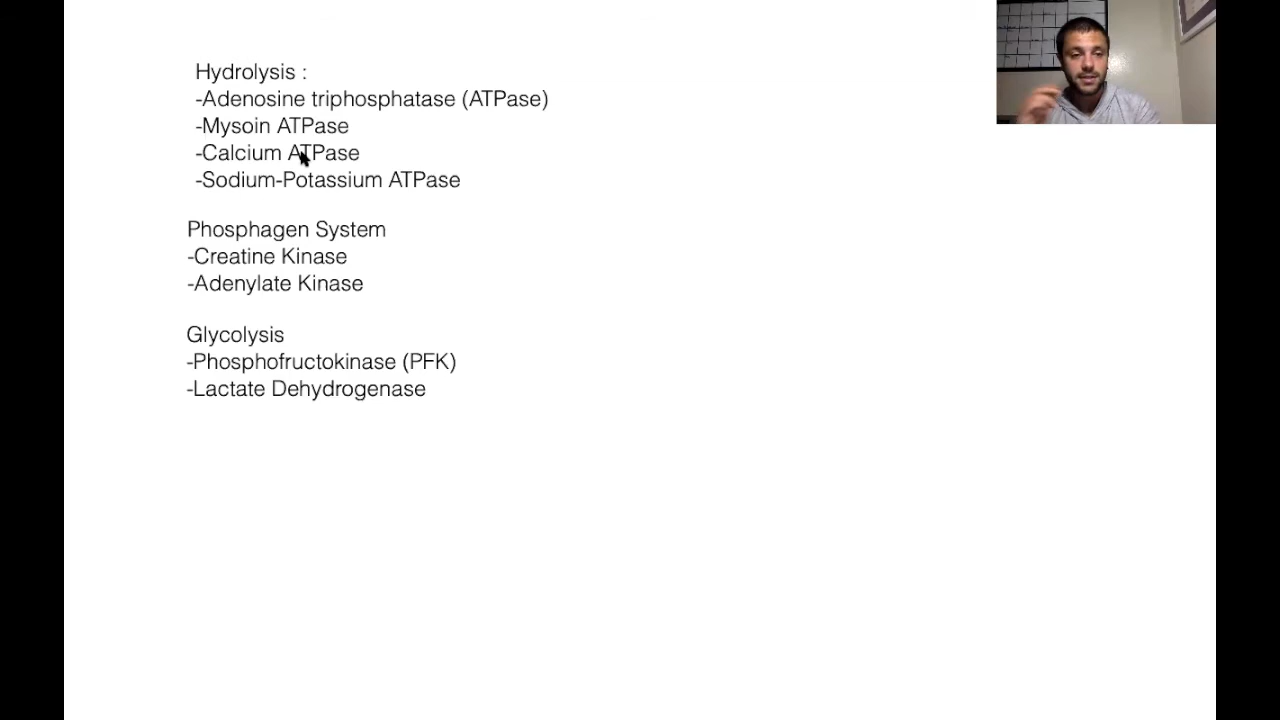 Hydrolysis :
-Adenosine triphosphatase (ATPase)
-Mysoin ATPase
-Calcium ATPase
-Sodium-Potassium ATPase
Phosphagen System
-Creatine Kinase
-Adenylate Kinase
Glycolysis
-Phosphofructokinase (PFK)
-Lactate Dehydrogenase